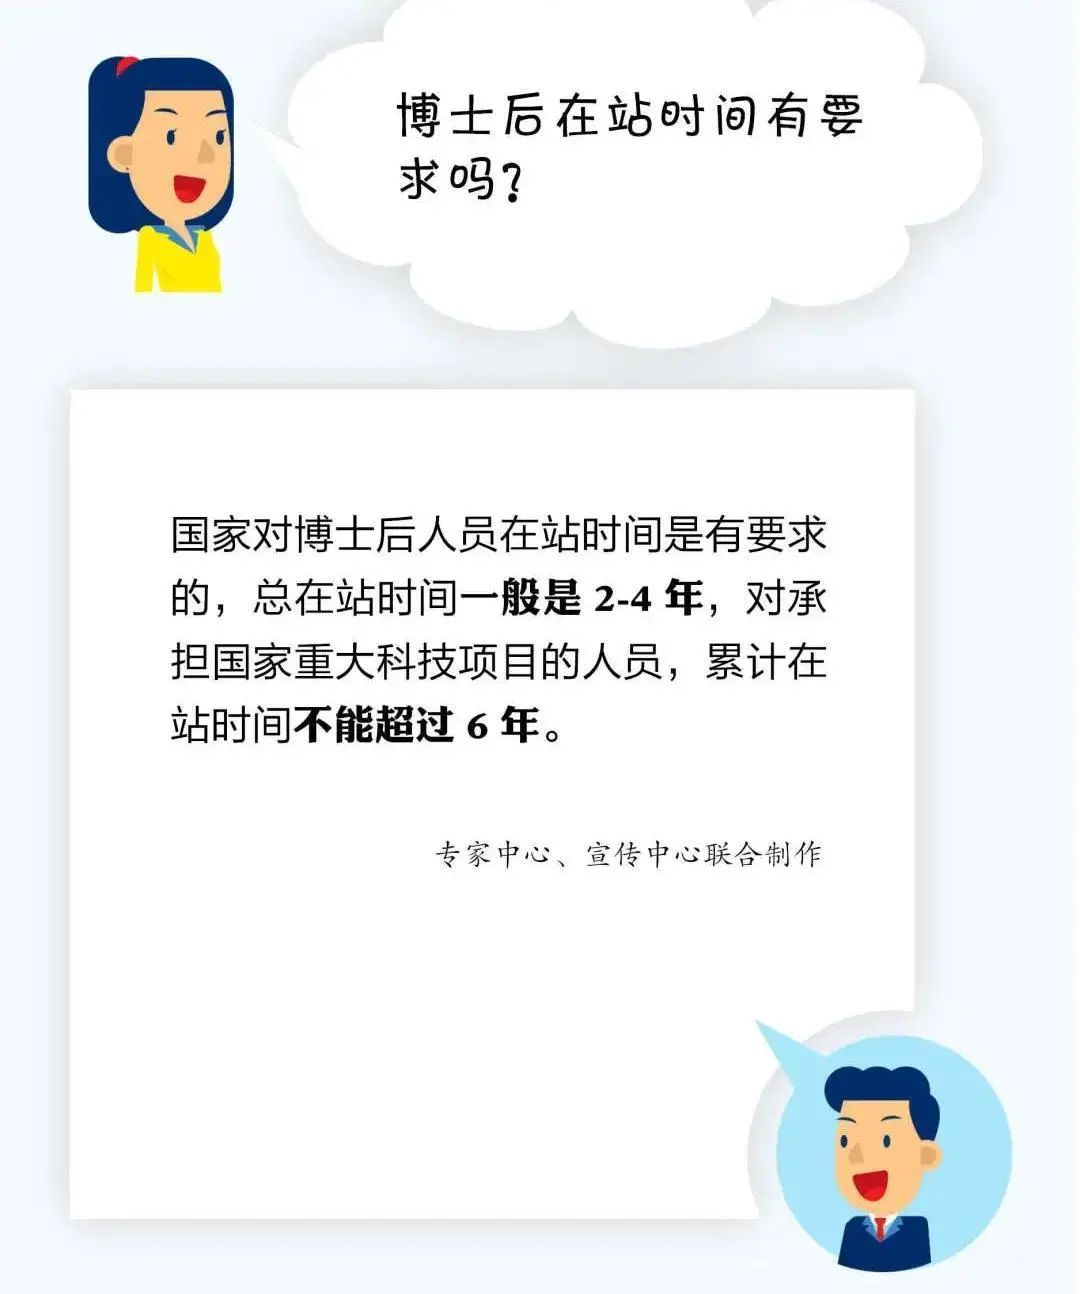 博士后在站时间有要
求吗？
国家对博士后人员在站时间是有要求
的，总在站时间一般是 2-4 年，对承
担国家重大科技项目的人员，累计在
站时间不能超过 6 年。
专家中心、宣传中心联合制作